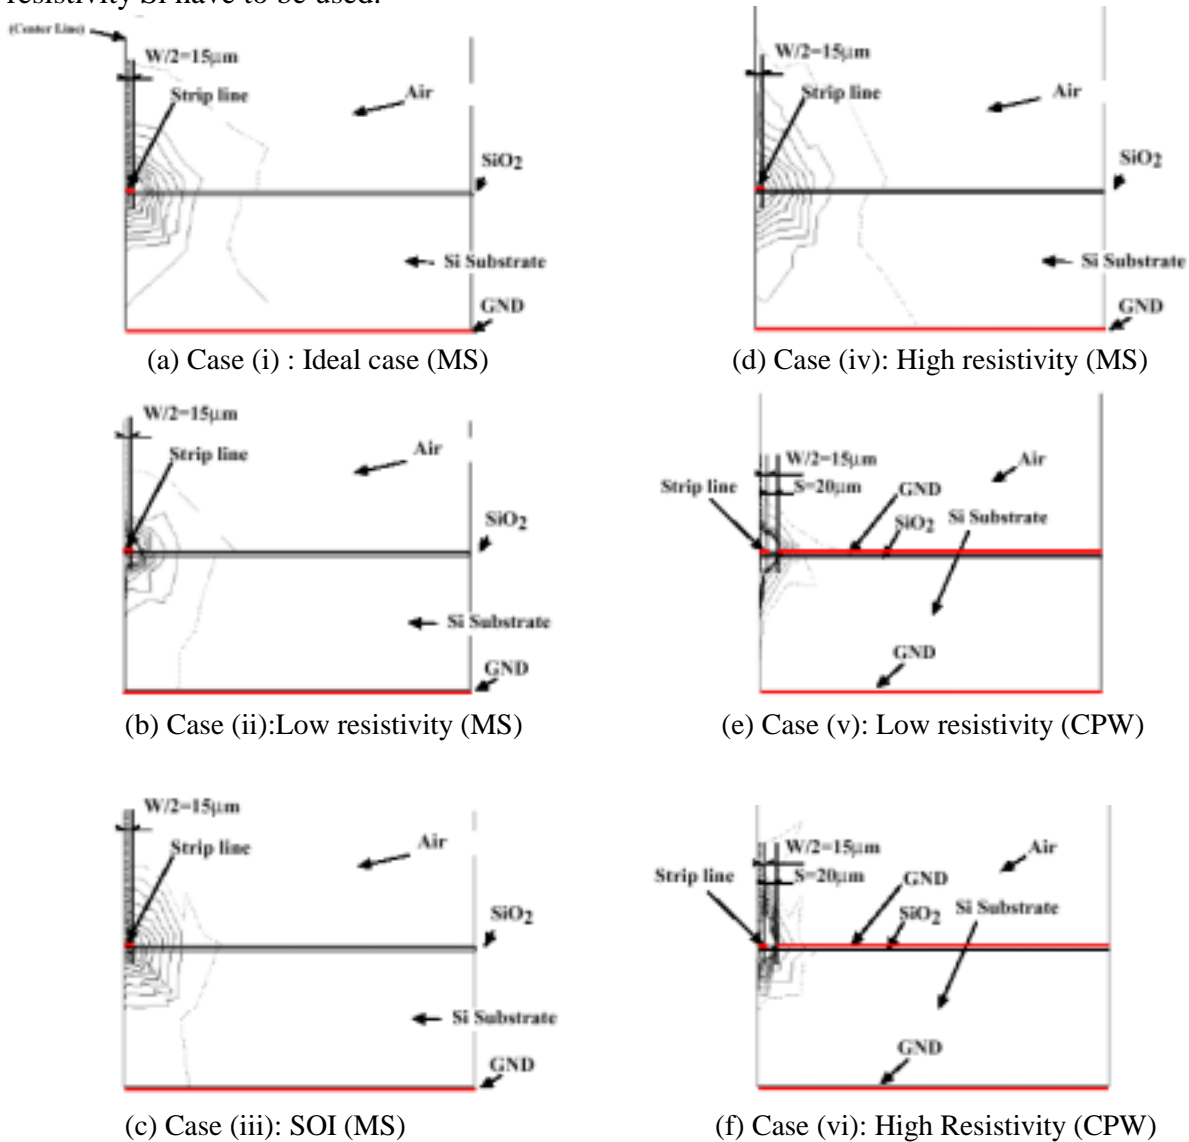 resistivity Si have to be used.
(Center Line)
W/2=15μm
Strip line
Air
SiO2
Si Substrate
GND
(a) Case (i) : Ideal case (MS)
W/2=15μm
Strip line
Air
SiO2
Si Substrate
GND
(d) Case (iv): High resistivity (MS)
W/2=15μm
Strip line
Air
SiO2
Si Substrate
GND
(b) Case (ii):Low resistivity (MS)
W/2=15μm
S=20μm
Strip line
GND
SiO2
Air
Si Substrate
GND
(e) Case (v): Low resistivity (CPW)
W/2=15μm
Strip line
Air
SiO2
Si Substrate
GND
(c) Case (iii): SOI (MS)
W/2=15μm
S=20μm
Strip line
GND
SiO2
Air
Si Substrate
GND
(f) Case (vi): High Resistivity (CPW)